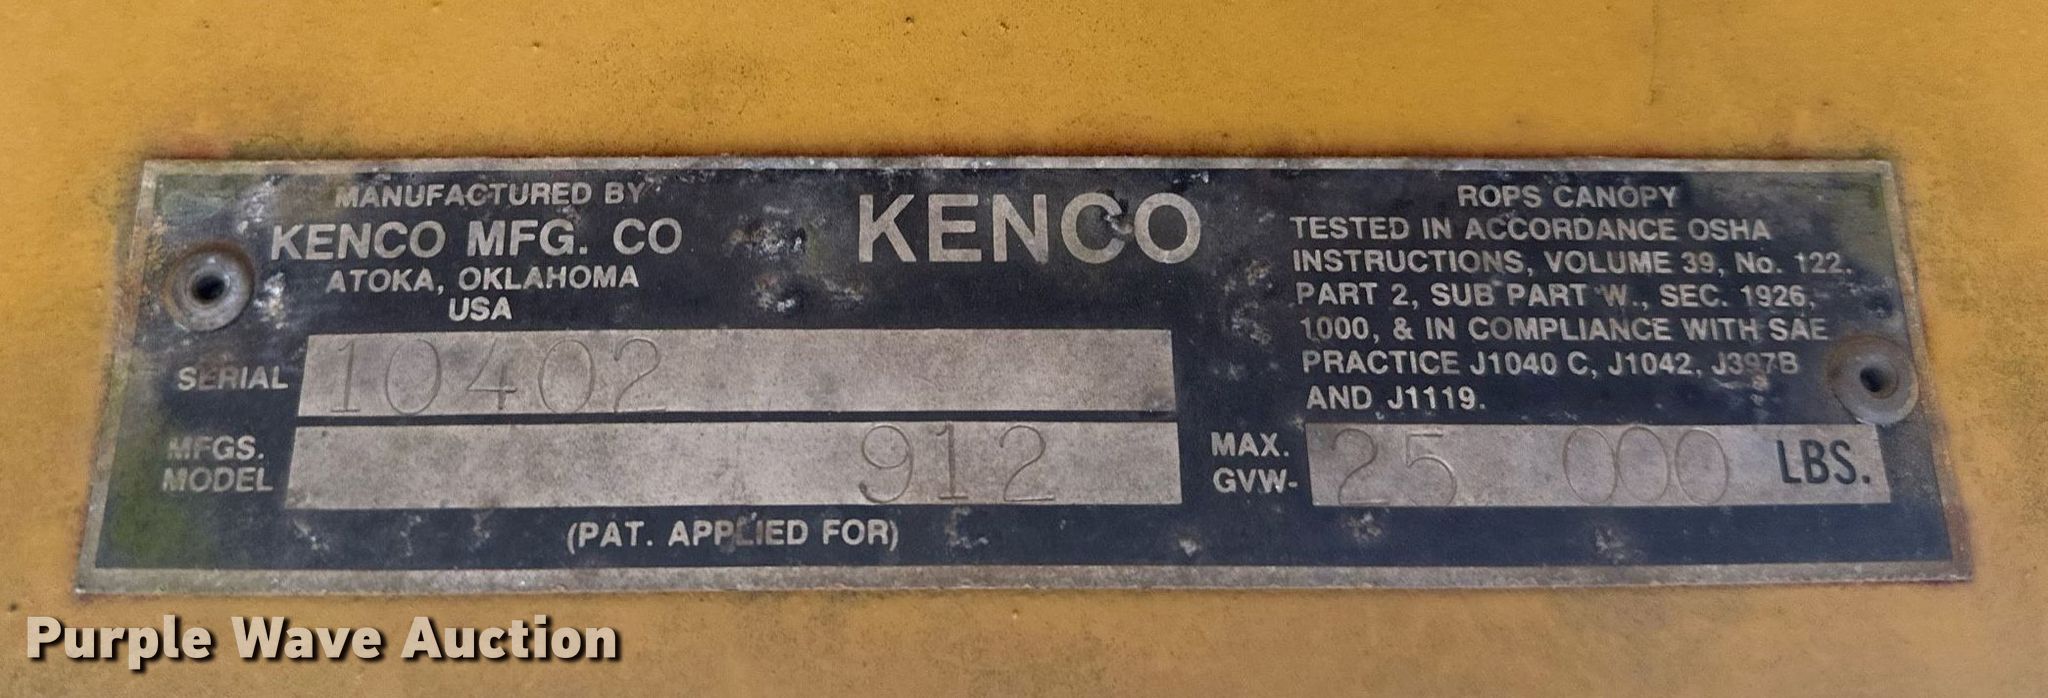 MANUFACTURED BY
KENCO MFG. CO
ATOKA, OKLAHOMA
USA
KENCO
SERIAL 10402
MFGS.
MODEL 912
(PAT. APPLIED FOR)
ROPS CANOPY
TESTED IN ACCORDANCE OSHA
INSTRUCTIONS, VOLUME 39, No. 122,
PART 2, SUB PART W., SEC. 1926,
1000, & IN COMPLIANCE WITH SAE
PRACTICE J1040 C, J1042, J397B
AND J1119.
MAX.
GVW- 25 000 LBS.
Purple Wave Auction